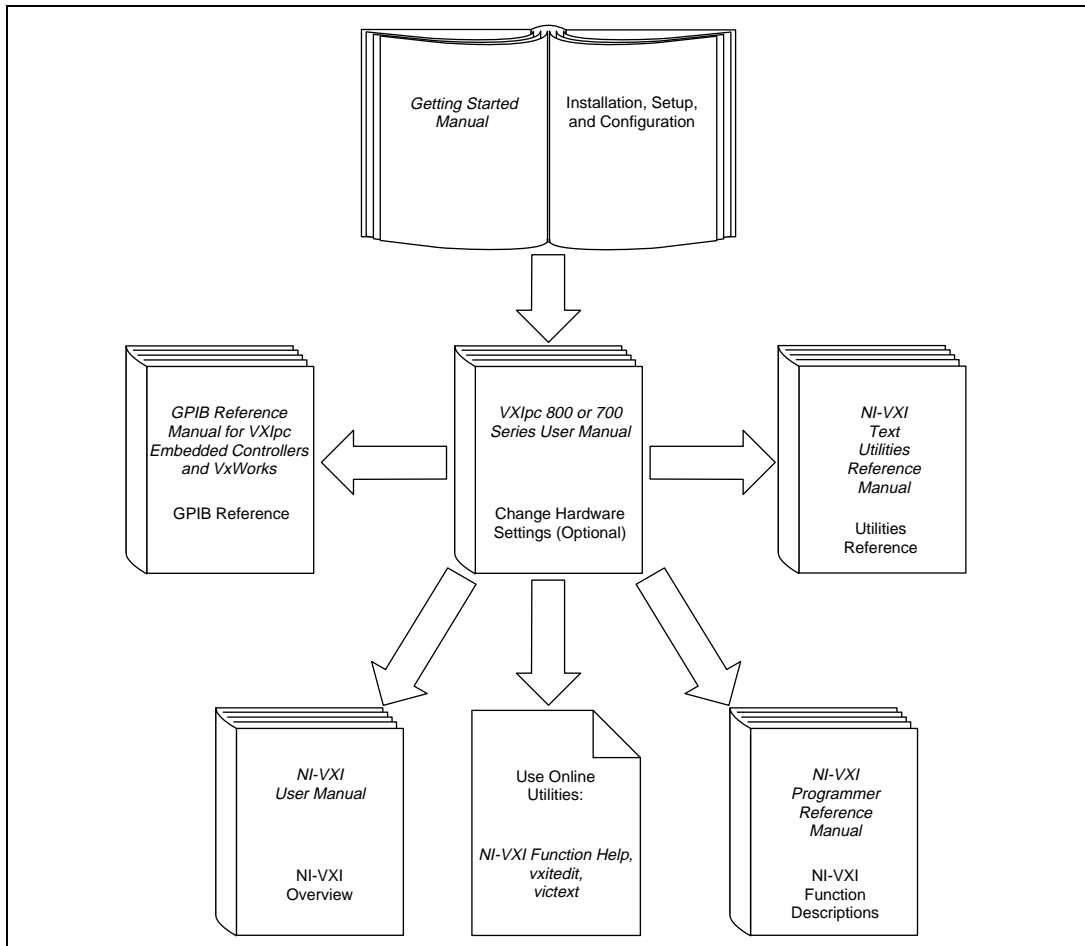 Getting Started
Manual
Installation, Setup,
and Configuration
GPIB Reference
Manual for VXIpc
Embedded Controllers
and VxWorks
GPIB Reference
VXIpc 800 or 700
Series User Manual
Change Hardware
Settings (Optional)
NI-VXI
Text
Utilities
Reference
Manual
Utilities
Reference
NI-VXI
User Manual
NI-VXI
Overview
Use Online
Utilities:
NI-VXI Function Help,
vxitedit,
victext
NI-VXI
Programmer
Reference
Manual
NI-VXI
Function
Descriptions